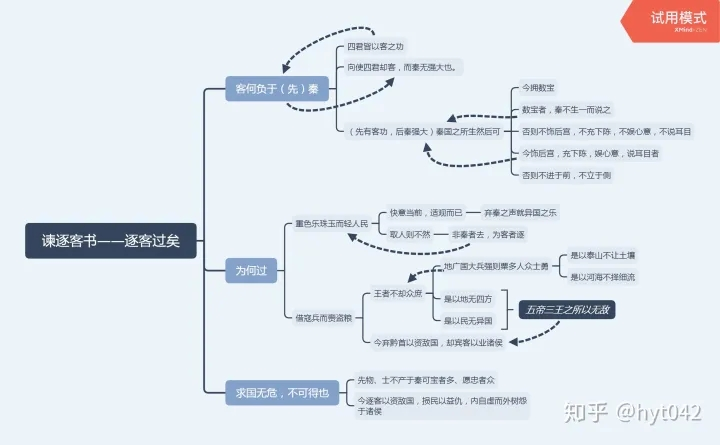 试用模式
XMind: Zen
四君皆以客之功
向使四君却客，而秦无强大也。
客何负于（先）秦
今拥数宝
数宝者，秦不生一而说之
（先有客功，后秦强大）秦国之所生然后可
否则不饰后宫，不充下陈，不娱心意，不说耳目
今饰后宫，充下陈，娱心意，说耳目者
否则不进于前，不立于侧
谏逐客书——逐客过矣
快意当前，适观而已
弃秦之声就异国之乐
重色乐珠玉而轻人民
取人则不然
非秦者去，为客者逐
为何过
是以泰山不让土壤
地广国大兵强则粟多人众士勇
是以河海不择细流
王者不却众庶
是以地无四方
五帝三王之所以无敌
是以民无异国
借寇兵而赍盗粮
今弃黔首以资敌国，却宾客以业诸侯
先物、士不产于秦可宝者多、愿忠者众
求国无危，不可得也
今逐客以资敌国，损民以益仇，内自虚而外树怨
于诸侯
知乎 @hyt042